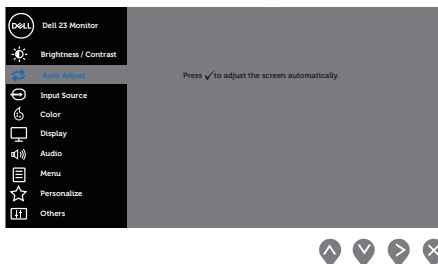 DELL
Dell 23 Monitor
Brightness / Contrast
Auto Adjust
Press ✓ to adjust the screen automatically.
Input Source
Color
Display
Audio
Menu
Personalize
Others